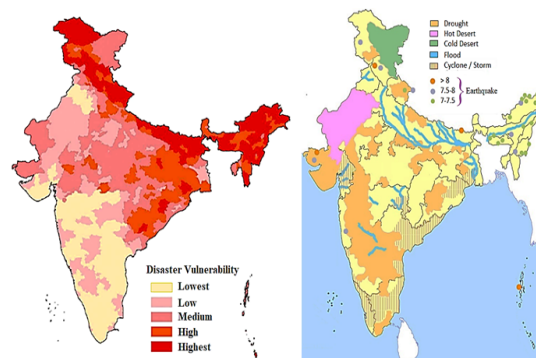 Disaster Vulnerability
Lowest
Low
Medium
High
Highest
Drought
Hot Desert
Cold Desert
Flood
Cyclone / Storm
> 8
7.5-8
7-7.5
Earthquake